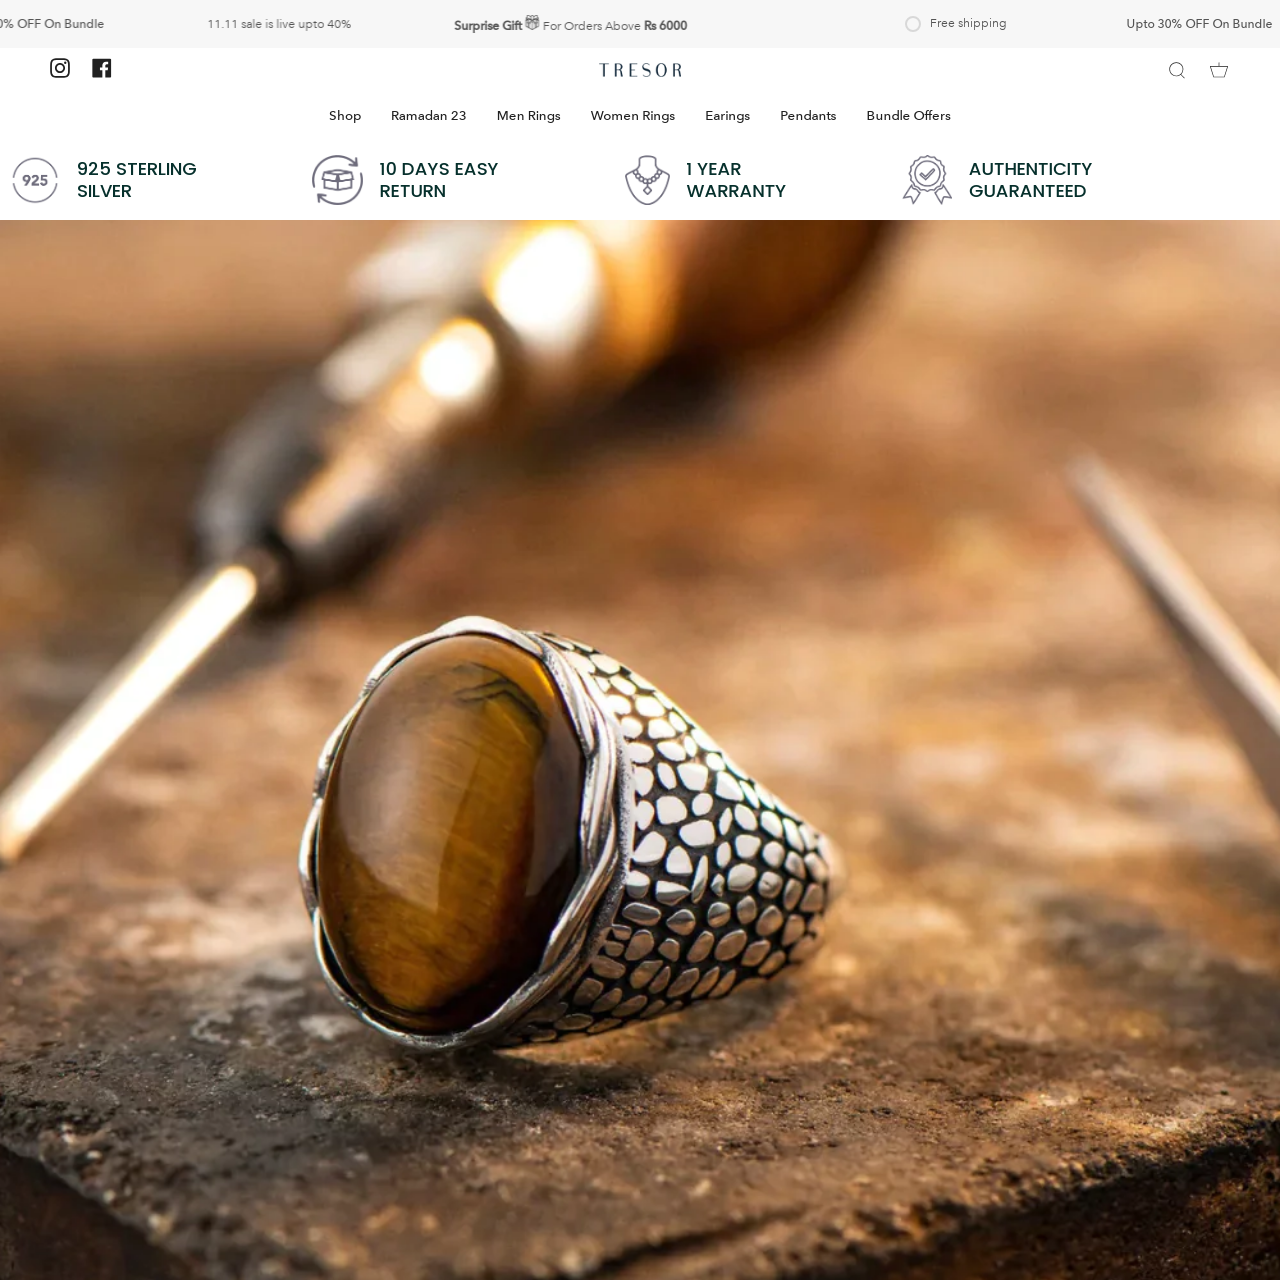 0% OFF On Bundle
11.11 sale is live upto 40%
Surprise Gift For Orders Above Rs 6000
Free shipping
Upto 30% OFF On Bundle
TRESOR
Shop
Ramadan 23
Men Rings
Women Rings
Earings
Pendants
Bundle Offers
925
925 STERLING
SILVER
10 DAYS EASY
RETURN
1 YEAR
WARRANTY
AUTHENTICITY
GUARANTEED